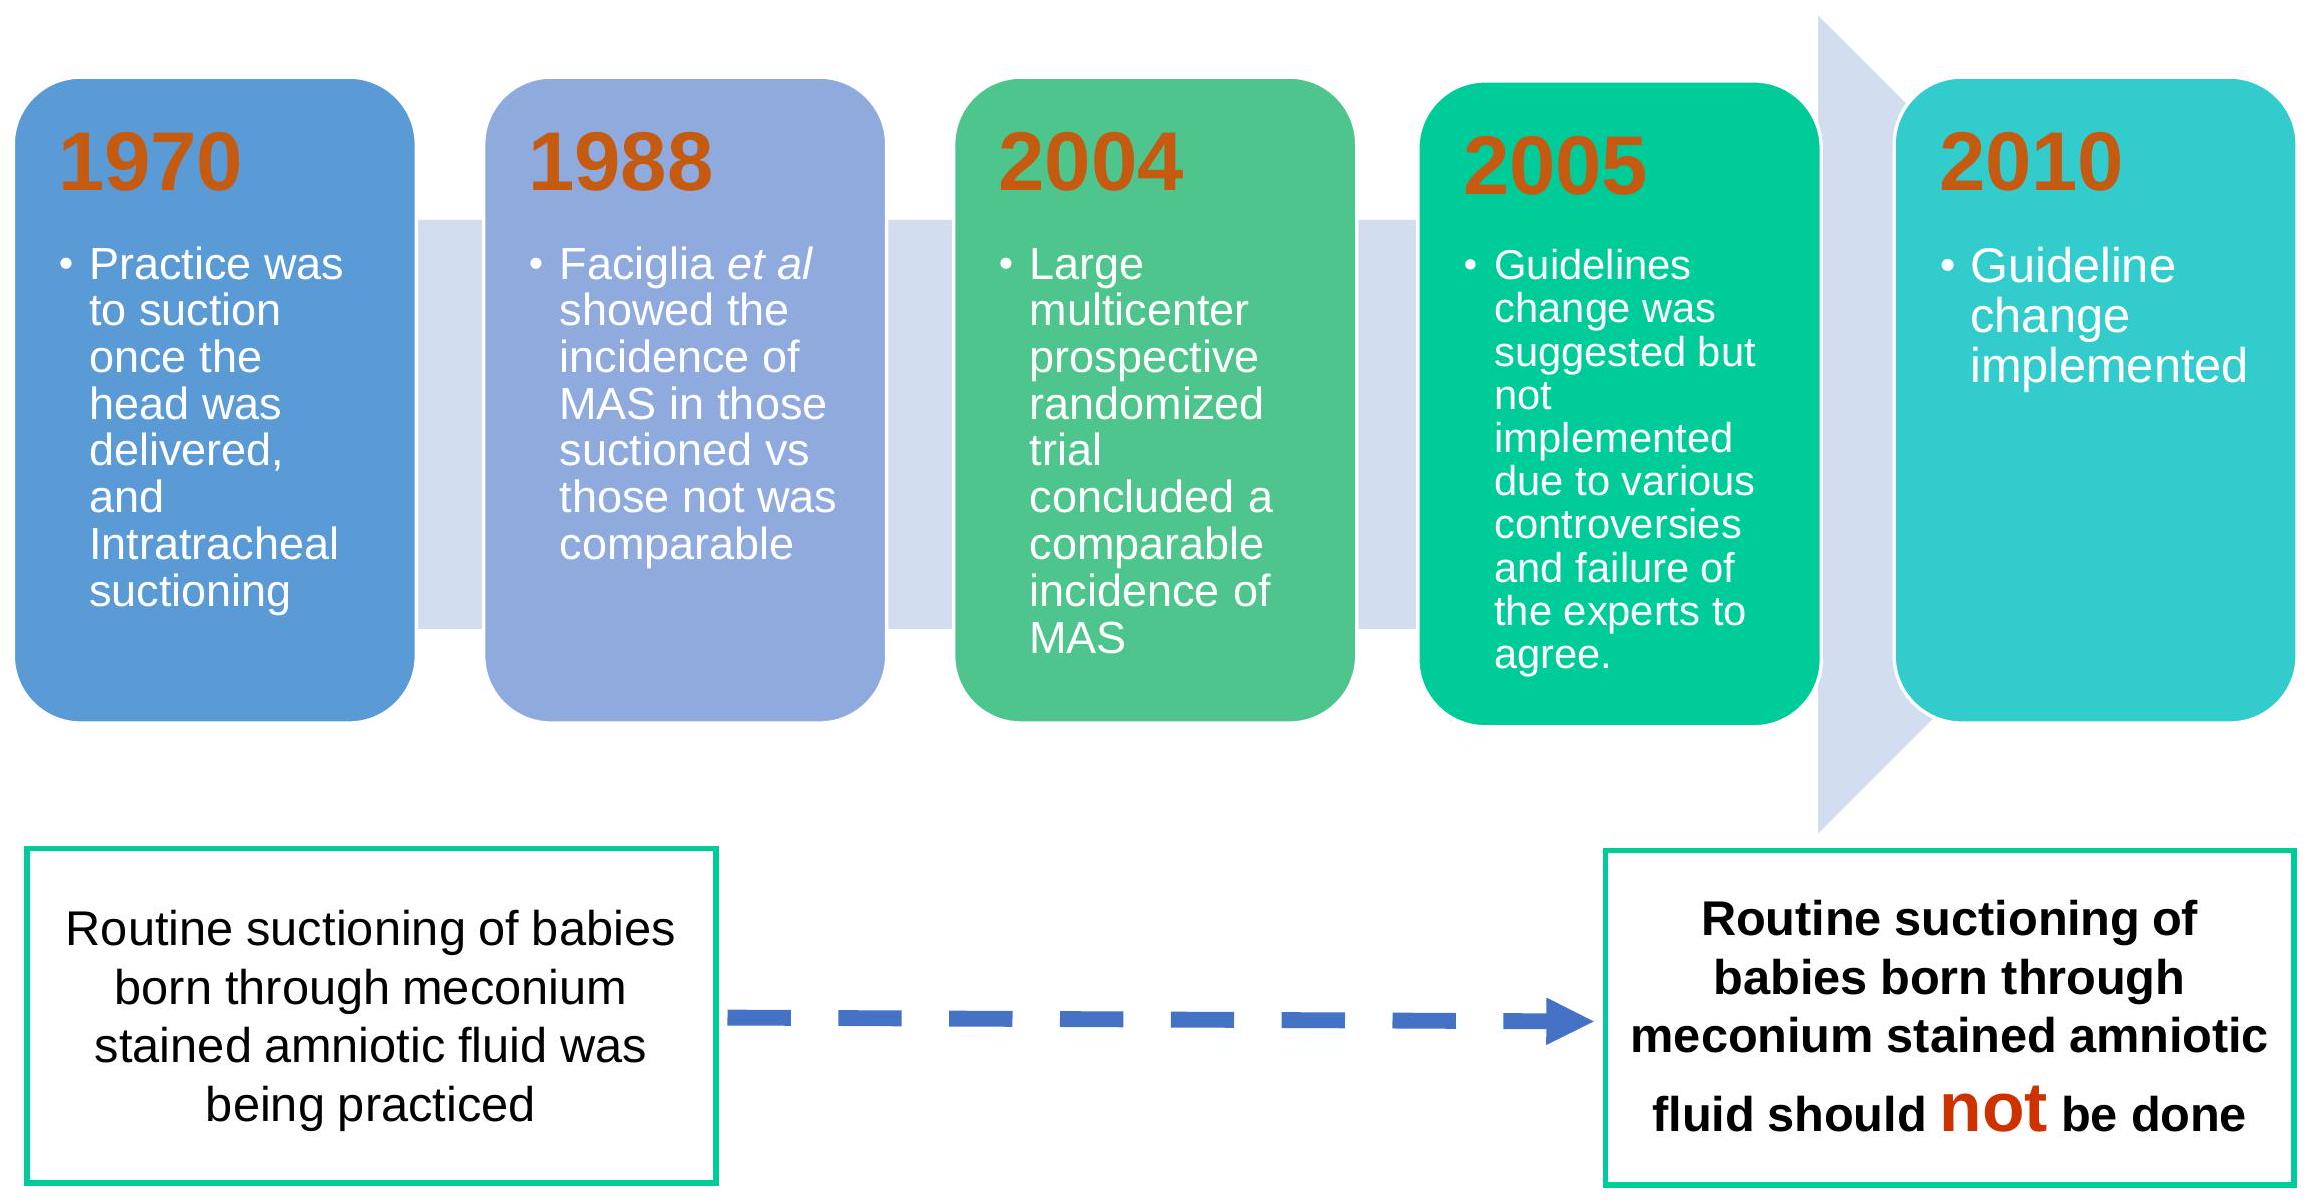 1970
• Practice was
to suction
once the
head was
delivered,
and
Intratracheal
suctioning
1988
• Faciglia et al
showed the
incidence of
MAS in those
suctioned vs
those not was
comparable
2004
• Large
multicenter
prospective
randomized
trial
concluded a
comparable
incidence of
MAS
2005
• Guidelines
change was
suggested but
not
implemented
due to various
controversies
and failure of
the experts to
agree.
2010
• Guideline
change
implemented
Routine suctioning of babies
born through meconium
stained amniotic fluid was
being practiced
Routine suctioning of
babies born through
meconium stained amniotic
fluid should not be done